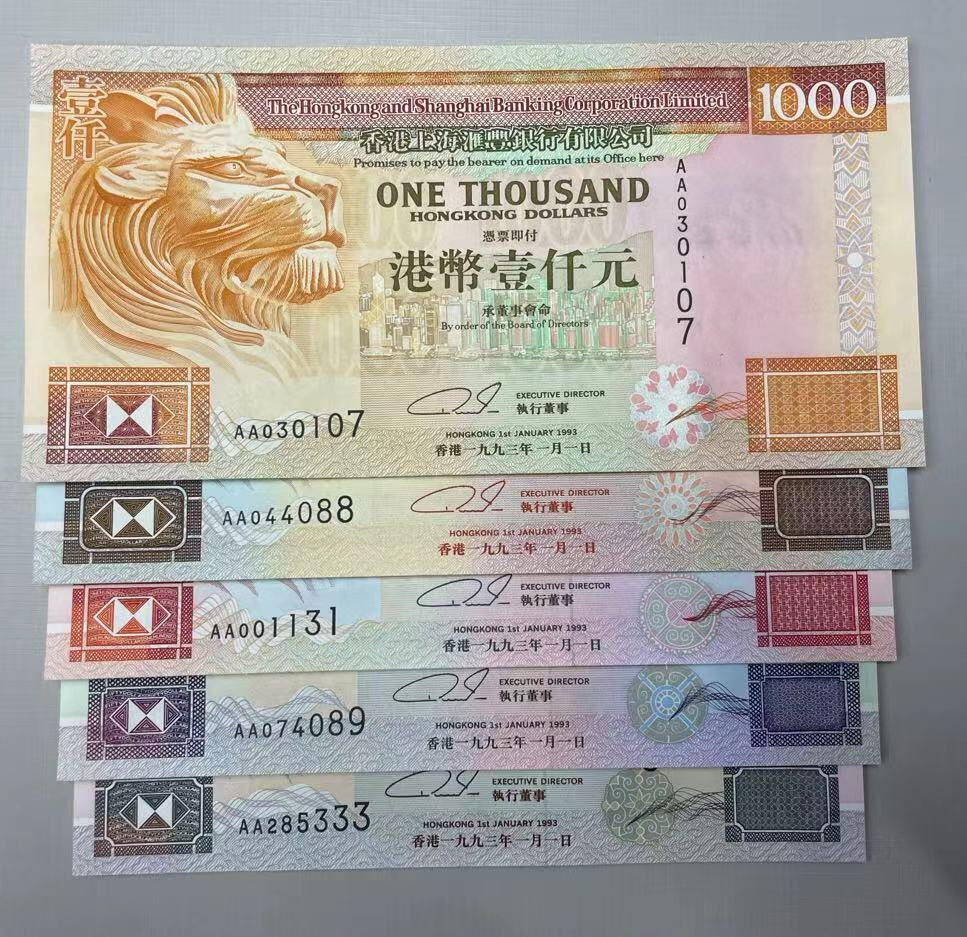 壹仟
The Hongkong and Shanghai Banking Corporation Limited
1000
香港上海滙豐銀行有限公司
Promises to pay the bearer on demand at its Office here
AA030107
ONE THOUSAND
HONGKONG DOLLARS
憑票即付
港幣壹仟元
承董事會命
By order of the Board of Directors
EXECUTIVE DIRECTOR
執行董事
AA030107
HONGKONG 1st JANUARY 1993
香港一九九三年一月一日
EXECUTIVE DIRECTOR
執行董事
AA044088
HONGKONG 1st JANUARY 1993
香港一九九三年一月一日
EXECUTIVE DIRECTOR
執行董事
AA001131
HONGKONG 1st JANUARY 1993
香港一九九三年一月一日
EXECUTIVE DIRECTOR
執行董事
AA074089
HONGKONG 1st JANUARY 1993
香港一九九三年一月一日
EXECUTIVE DIRECTOR
執行董事
AA285333
HONGKONG 1st JANUARY 1993
香港一九九三年一月一日